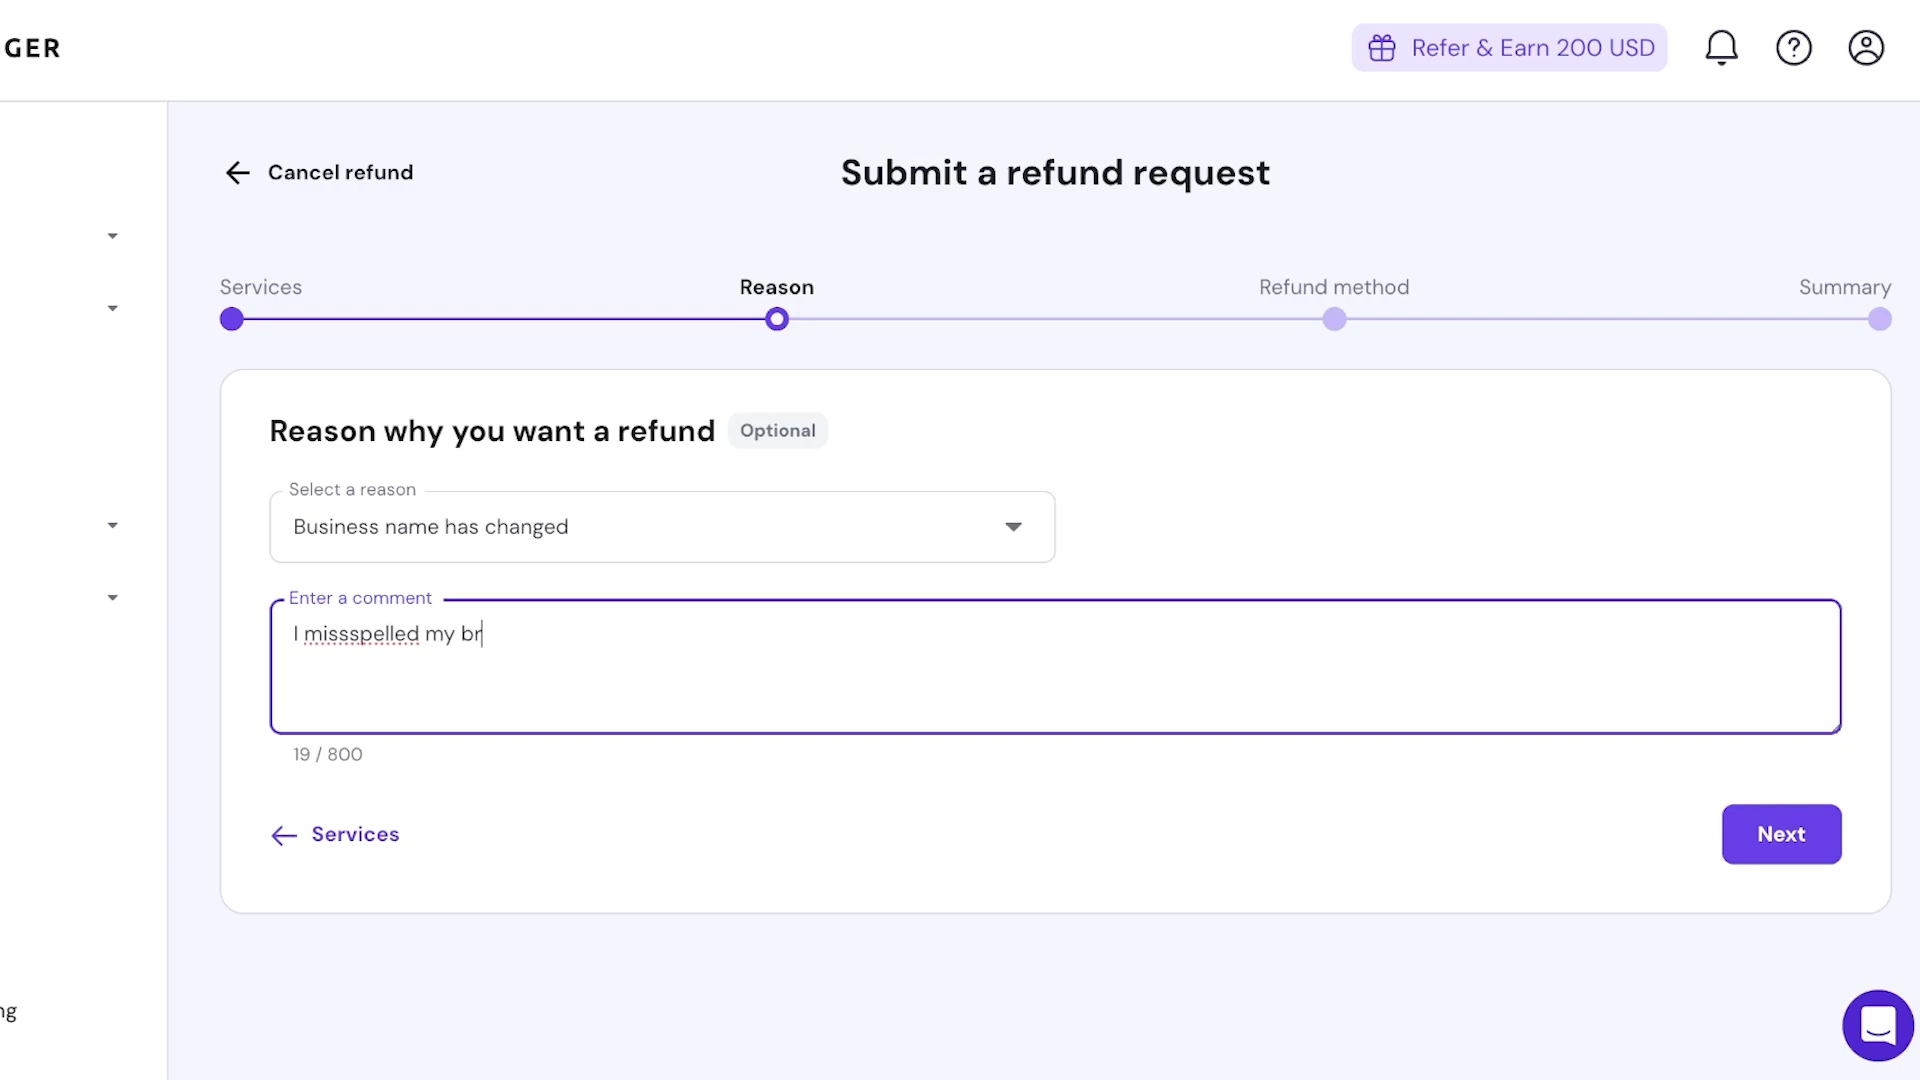 GER
Refer & Earn 200 USD
Cancel refund
Submit a refund request
Services
Reason
Refund method
Summary
Reason why you want a refund
Optional
Select a reason
Business name has changed
Enter a comment
I missspelled my br
19 / 800
Services
Next
ng